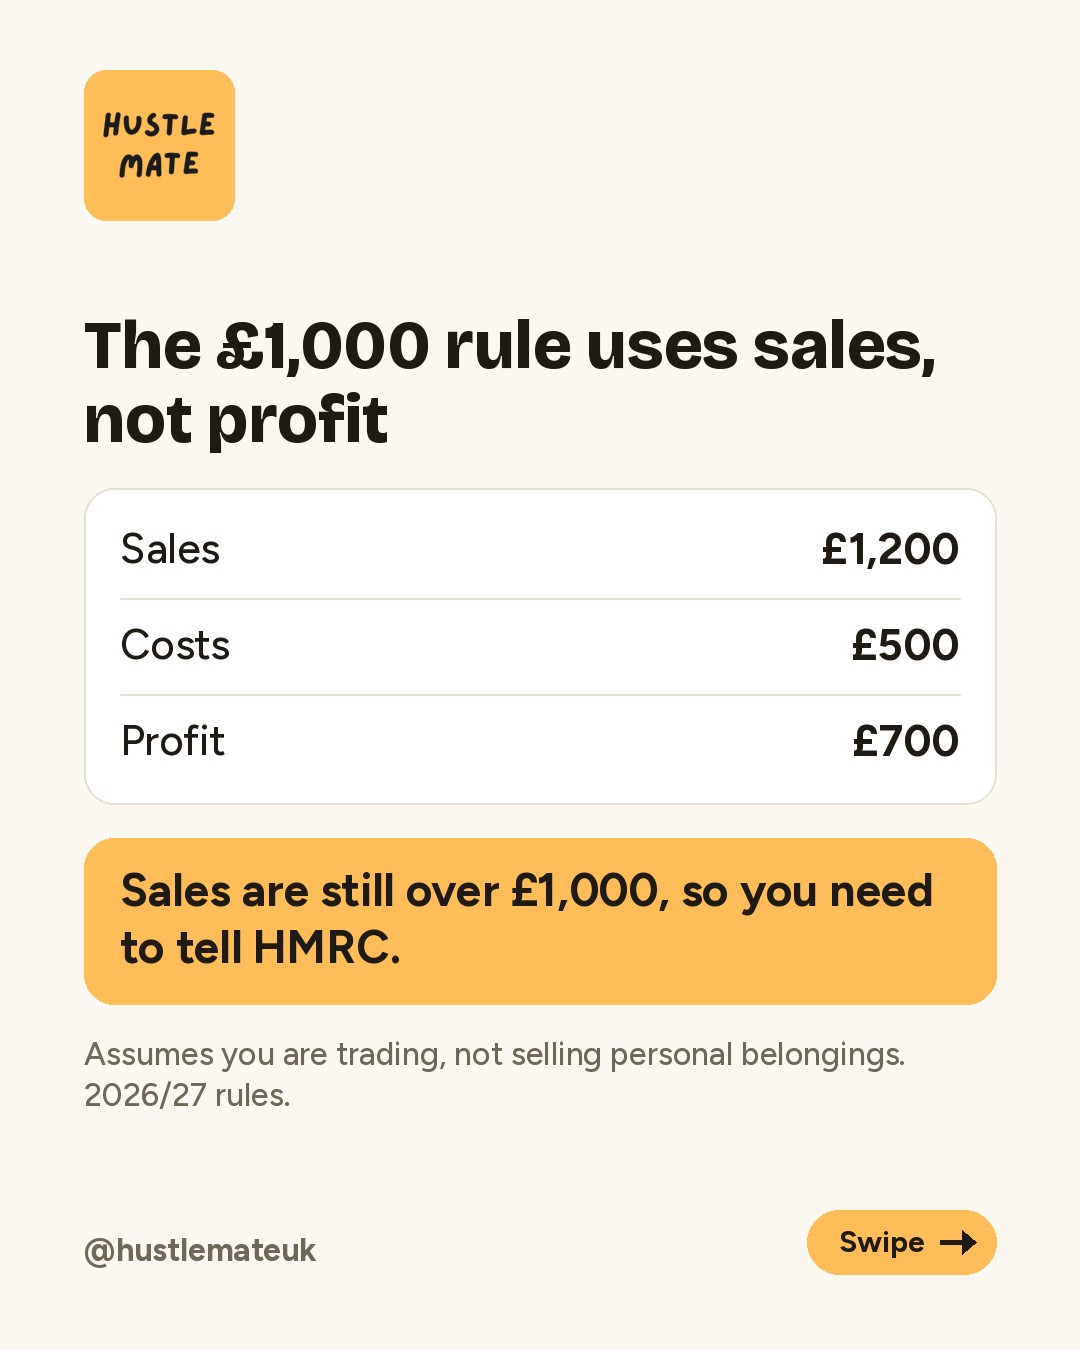 HUSTLE
MATE
The £1,000 rule uses sales,
not profit
Sales £1,200
Costs £500
Profit £700
Sales are still over £1,000, so you need
to tell HMRC.
Assumes you are trading, not selling personal belongings.
2026/27 rules.
@hustlemateuk
Swipe